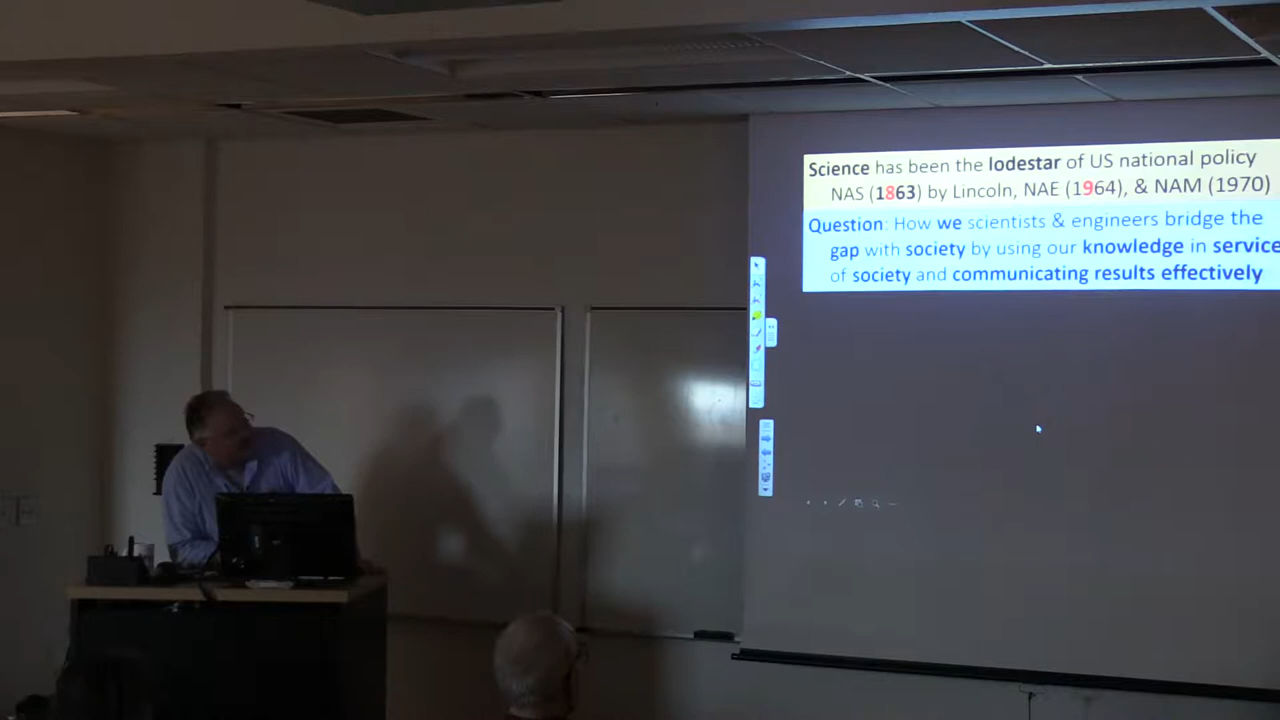 Science has been the lodestar of US national policy
NAS (1863) by Lincoln, NAE (1964), & NAM (1970)
Question: How we scientists & engineers bridge the
gap with society by using our knowledge in service
of society and communicating results effectively